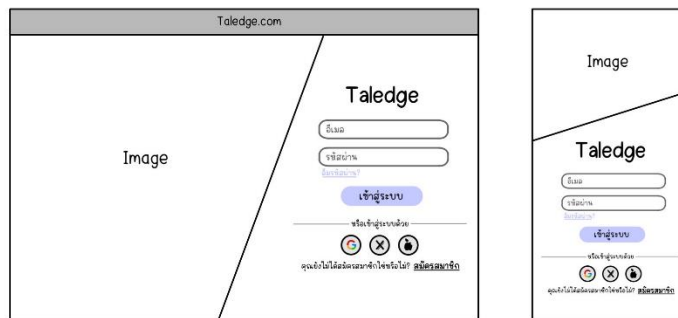 Taledge.com
Image
Taledge
อีเมล
รหัสผ่าน
ลืมรหัสผ่าน?
เข้าสู่ระบบ
หรือเข้าสู่ระบบด้วย
คุณยังไม่ได้สมัครสมาชิกใช่หรือไม่? สมัครสมาชิก
Image
Taledge
อีเมล
รหัสผ่าน
ลืมรหัสผ่าน?
เข้าสู่ระบบ
หรือเข้าสู่ระบบด้วย
คุณยังไม่ได้สมัครสมาชิกใช่หรือไม่? สมัครสมาชิก